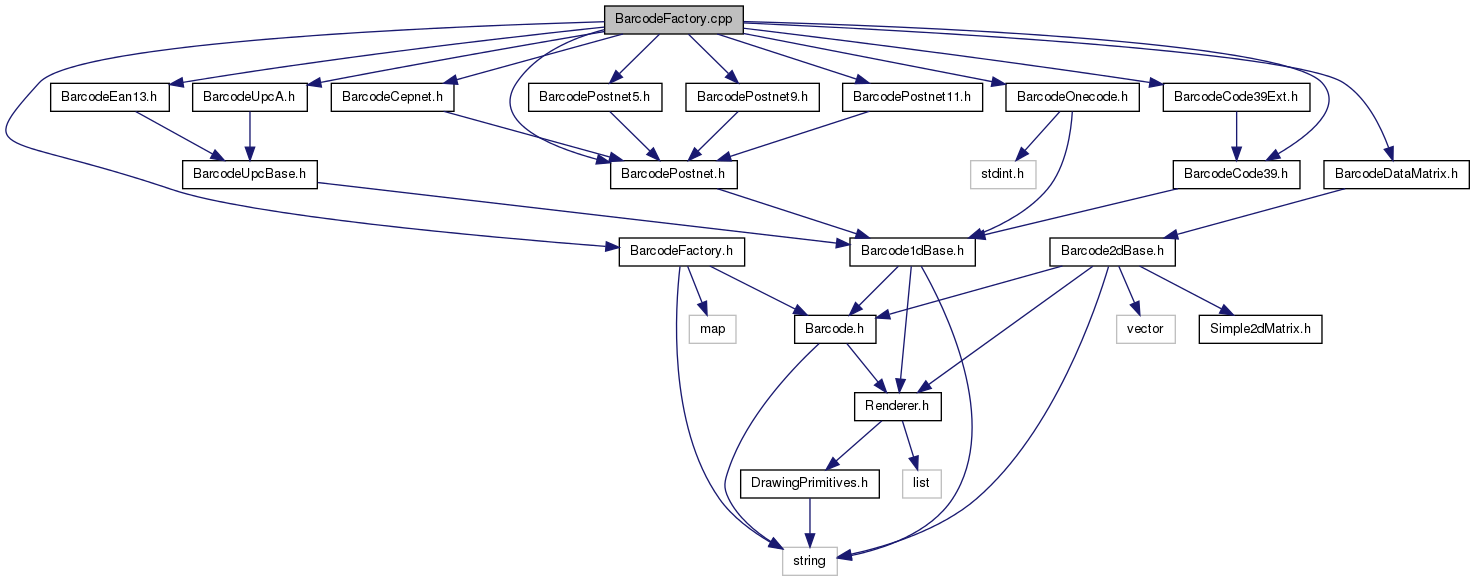 BarcodeFactory.cpp
BarcodeEan13.h
BarcodeUpcA.h
BarcodeCepnet.h
BarcodePostnet5.h
BarcodePostnet9.h
BarcodePostnet11.h
BarcodeOnecode.h
BarcodeCode39Ext.h
BarcodeUpcBase.h
BarcodePostnet.h
stdint.h
BarcodeCode39.h
BarcodeDataMatrix.h
BarcodeFactory.h
Barcode1dBase.h
Barcode2dBase.h
map
Barcode.h
vector
Simple2dMatrix.h
Renderer.h
DrawingPrimitives.h
list
string